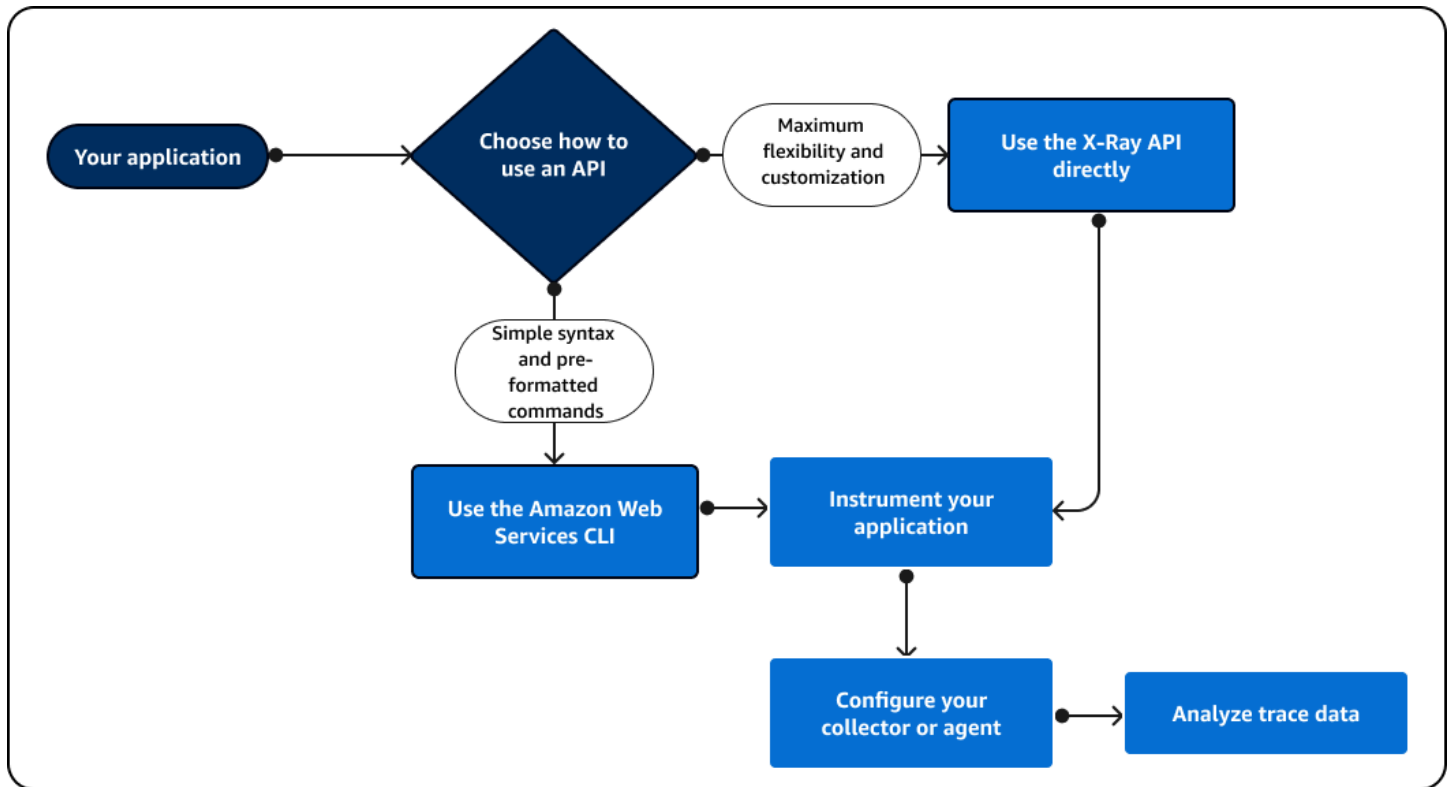 Your application
Choose how to
use an API
Maximum
flexibility and
customization
Use the X-Ray API
directly
Simple syntax
and pre-
formatted
commands
Use the Amazon Web
Services CLI
Instrument your
application
Configure your
collector or agent
Analyze trace data